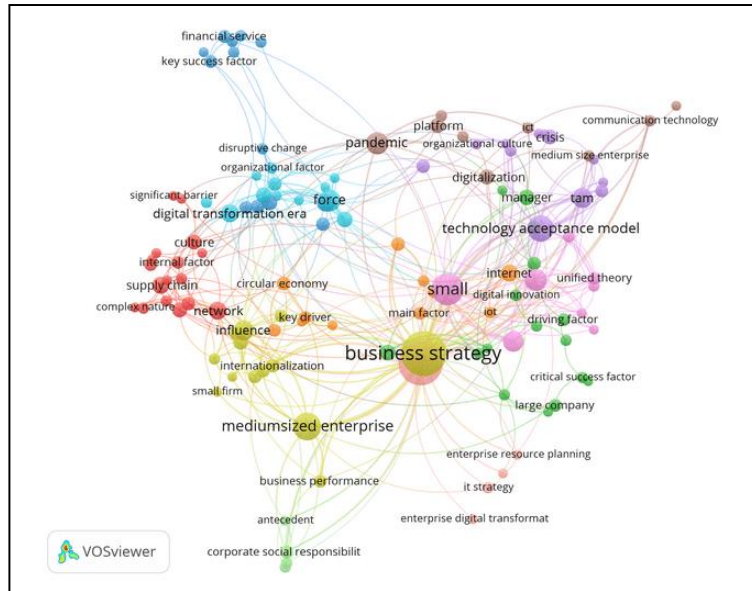 financial service
key success factor
communication technology
platform
ict
crisis
organizational culture
pandemic
disruptive change
medium size enterprise
organizational factor
digitalization
significant barrier
force
manager
tam
digital transformation era
technology acceptance model
culture
internal factor
internet
unified theory
supply chain
circular economy
small
digital innovation
complex nature
network
main factor
iot
key driver
driving factor
influence
business strategy
internationalization
critical success factor
small firm
large company
mediumsized enterprise
enterprise resource planning
business performance
it strategy
antecedent
enterprise digital transformat
corporate social responsibilit
VOSviewer